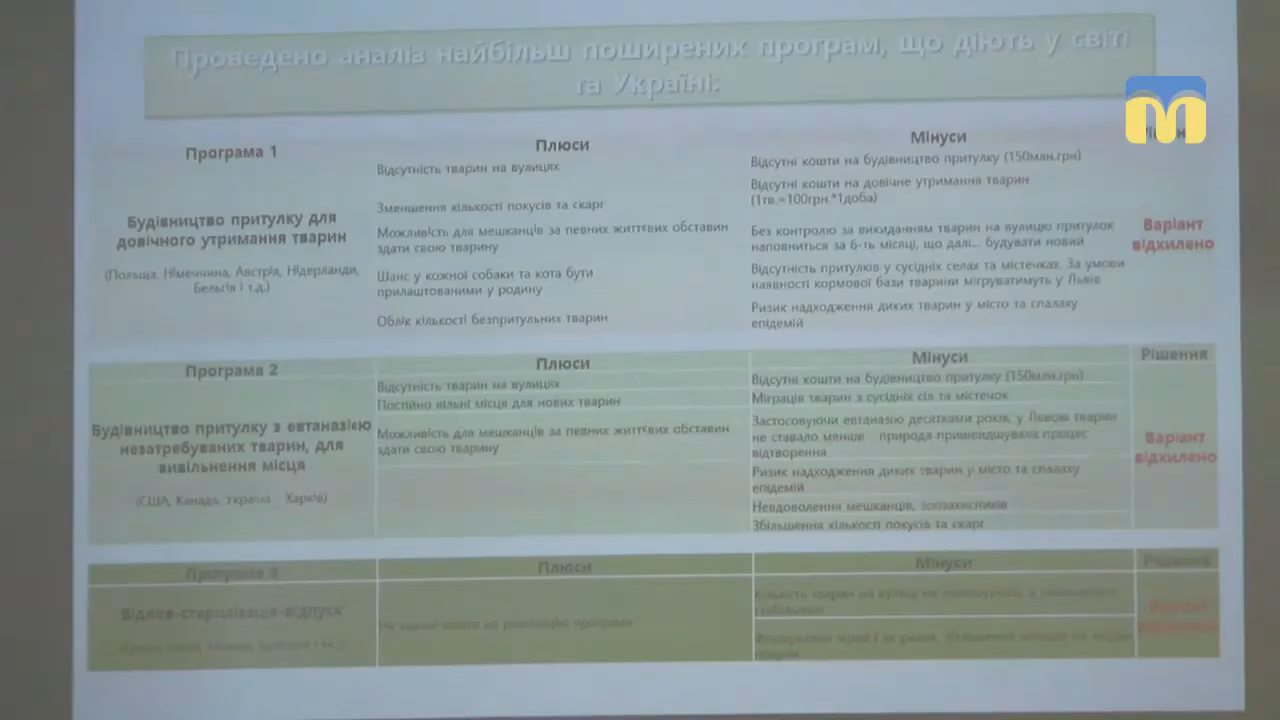 Проведено аналіз найбільш поширених програм, що діють у світі
та Україні:
Програма 1
Плюси
Мінуси
Будівництво притулку для
довічного утримання тварин
(Польща, Німеччина, Австрія, Нідерланди,
Бельгія і т.д.)
Відсутність тварин на вулицях
Зменшення кількості покусів та скарг
Можливість для мешканців за певних життєвих обставин
здати свою тварину
Шанс у кожної собаки та кота бути
прилаштованими у родину
Облік кількості безпритульних тварин
Відсутні кошти на будівництво притулку (150млн.грн)
Відсутні кошти на довічне утримання тварин
(1тв.=100грн.*1доба)
Без контролю за викиданням тварин на вулицю притулок
наповниться за 6-ть місяці, що далі... будувати новий
Відсутність притулків у сусідніх селах та містечках. За умови
наявності кормової бази тварини мігруватимуть у Львів
Ризик надходження диких тварин у місто та спалаху
епідемій
Варіант
відхилено
Програма 2
Плюси
Мінуси
Рішення
Будівництво притулку з евтаназією
незатребуваних тварин, для
вивільнення місця
(США, Канада, Україна Харків)
Відсутність тварин на вулицях
Постійно вільні місця для нових тварин
Можливість для мешканців за певних життєвих обставин
здати свою тварину
Відсутні кошти на будівництво притулку (150млн.грн)
Міграція тварин з сусідніх сіл та містечок
Застосовуючи евтаназію десятками років, у Львові тварин
не ставало менше природа пришвидшувала процес
відтворення
Ризик надходження диких тварин у місто та спалаху
епідемій
Невдоволення мешканців, зоозахисників
Збільшення кількості покусів та скарг
Варіант
відхилено
Програма 3
Плюси
Мінуси
Рішення
Відлов-стерилізація-відпуск
програми